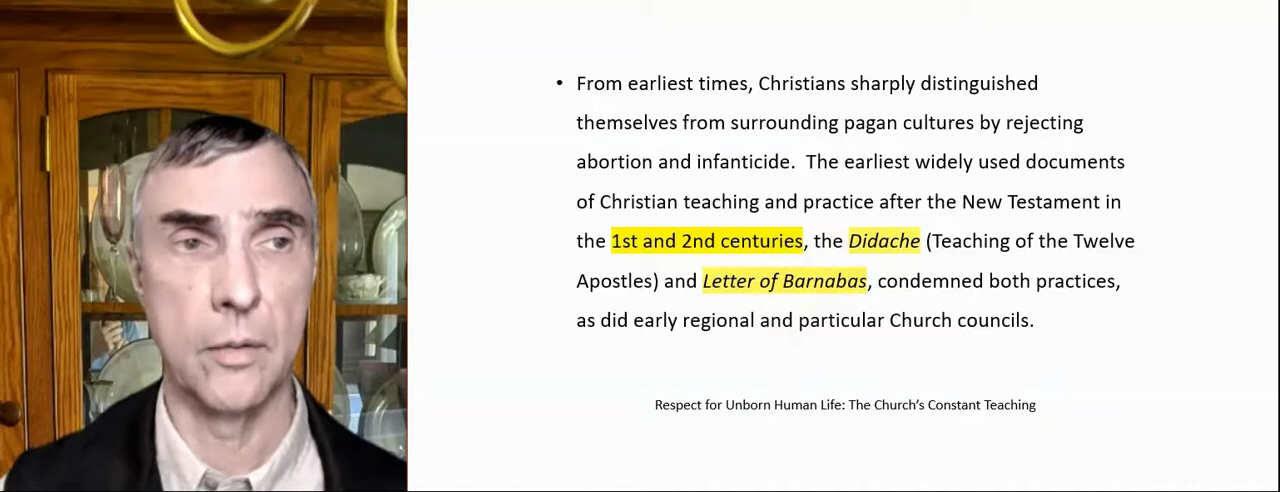 • From earliest times, Christians sharply distinguished
themselves from surrounding pagan cultures by rejecting
abortion and infanticide.  The earliest widely used documents
of Christian teaching and practice after the New Testament in
the 1st and 2nd centuries, the Didache (Teaching of the Twelve
Apostles) and Letter of Barnabas, condemned both practices,
as did early regional and particular Church councils.
Respect for Unborn Human Life: The Church’s Constant Teaching